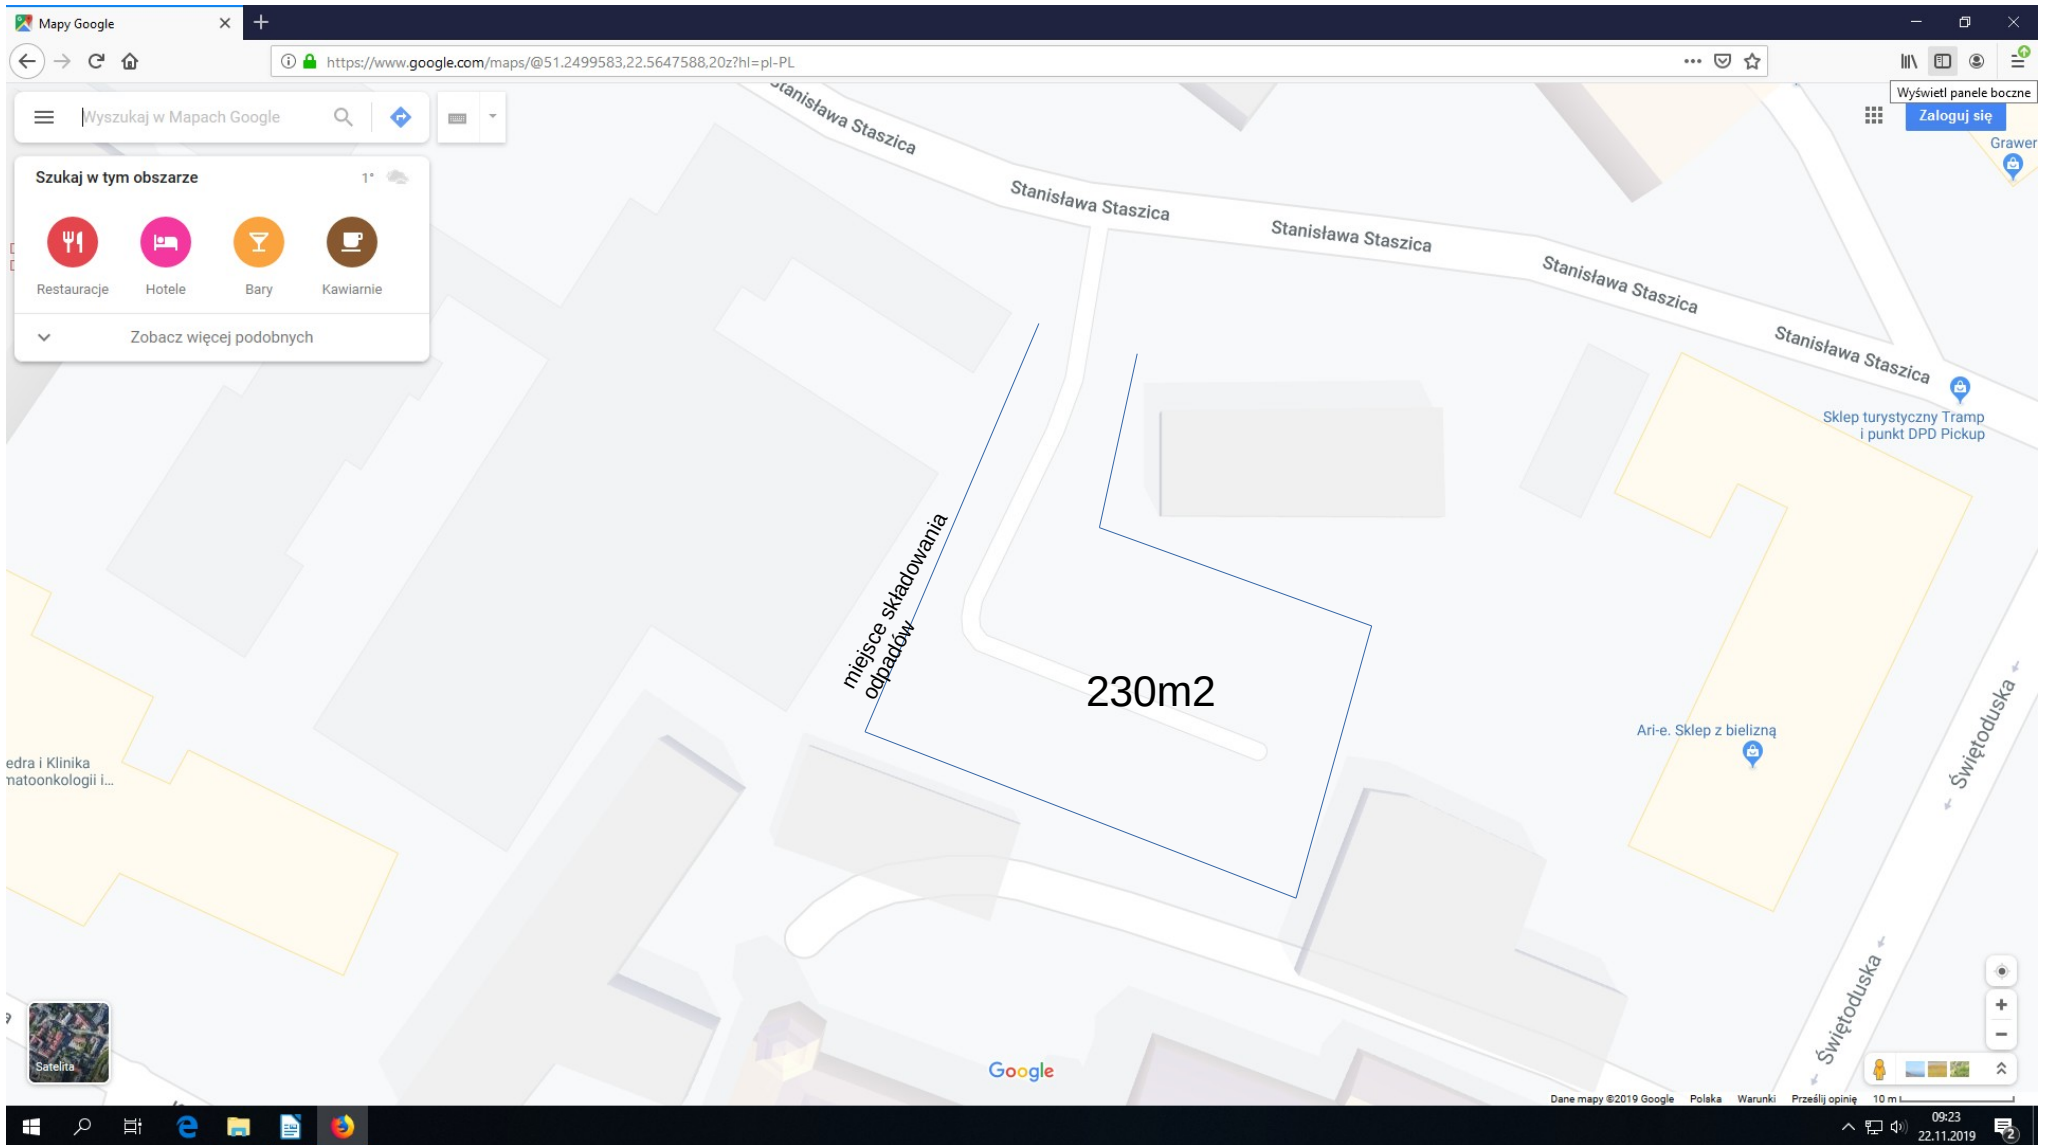 Mapy Google
https://www.google.com/maps/@51.2499583,22.5647588,20z?hl=pl-PL
Wyświetl panele boczne
Wyszukaj w Mapach Google
Zaloguj się
Szukaj w tym obszarze
1°
Restauracje
Hotele
Bary
Kawiarnie
Zobacz więcej podobnych
Stanisława Staszica
Stanisława Staszica
Stanisława Staszica
Stanisława Staszica
Stanisława Staszica
Grawer
Sklep turystyczny Tramp
i punkt DPD Pickup
miejsce składowania
odpadów
230m2
Ari-e. Sklep z bielizną
Świętoduska
Świętoduska
edra i Klinika
matoonkologii i...
Satelita
Google
Dane mapy ©2019 Google
Polska
Warunki
Prześlij opinię
10 m
09:23
22.11.2019
2